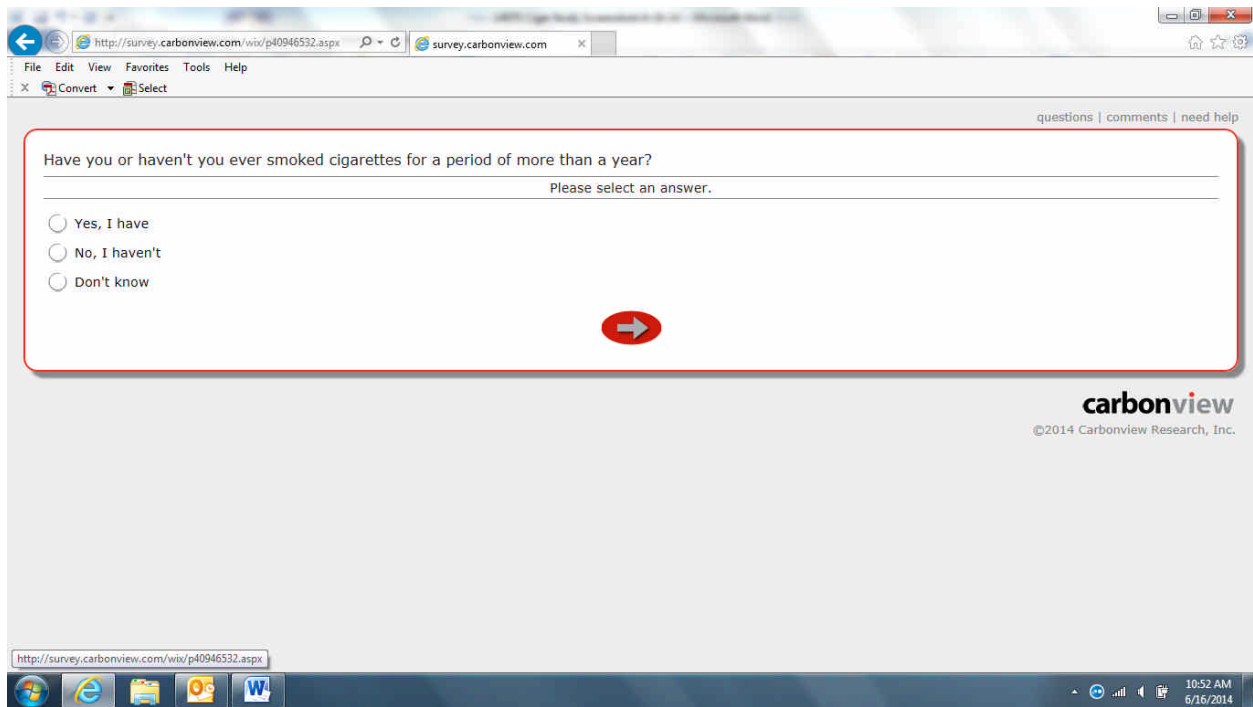 http://survey.carbonview.com/wix/p40946532.aspx
survey.carbonview.com
File Edit View Favorites Tools Help
Convert Select
questions | comments | need help
Have you or haven't you ever smoked cigarettes for a period of more than a year?
Please select an answer.
Yes, I have
No, I haven't
Don't know
carbonview
©2014 Carbonview Research, Inc.
http://survey.carbonview.com/wix/p40946532.aspx
10:52 AM
6/16/2014